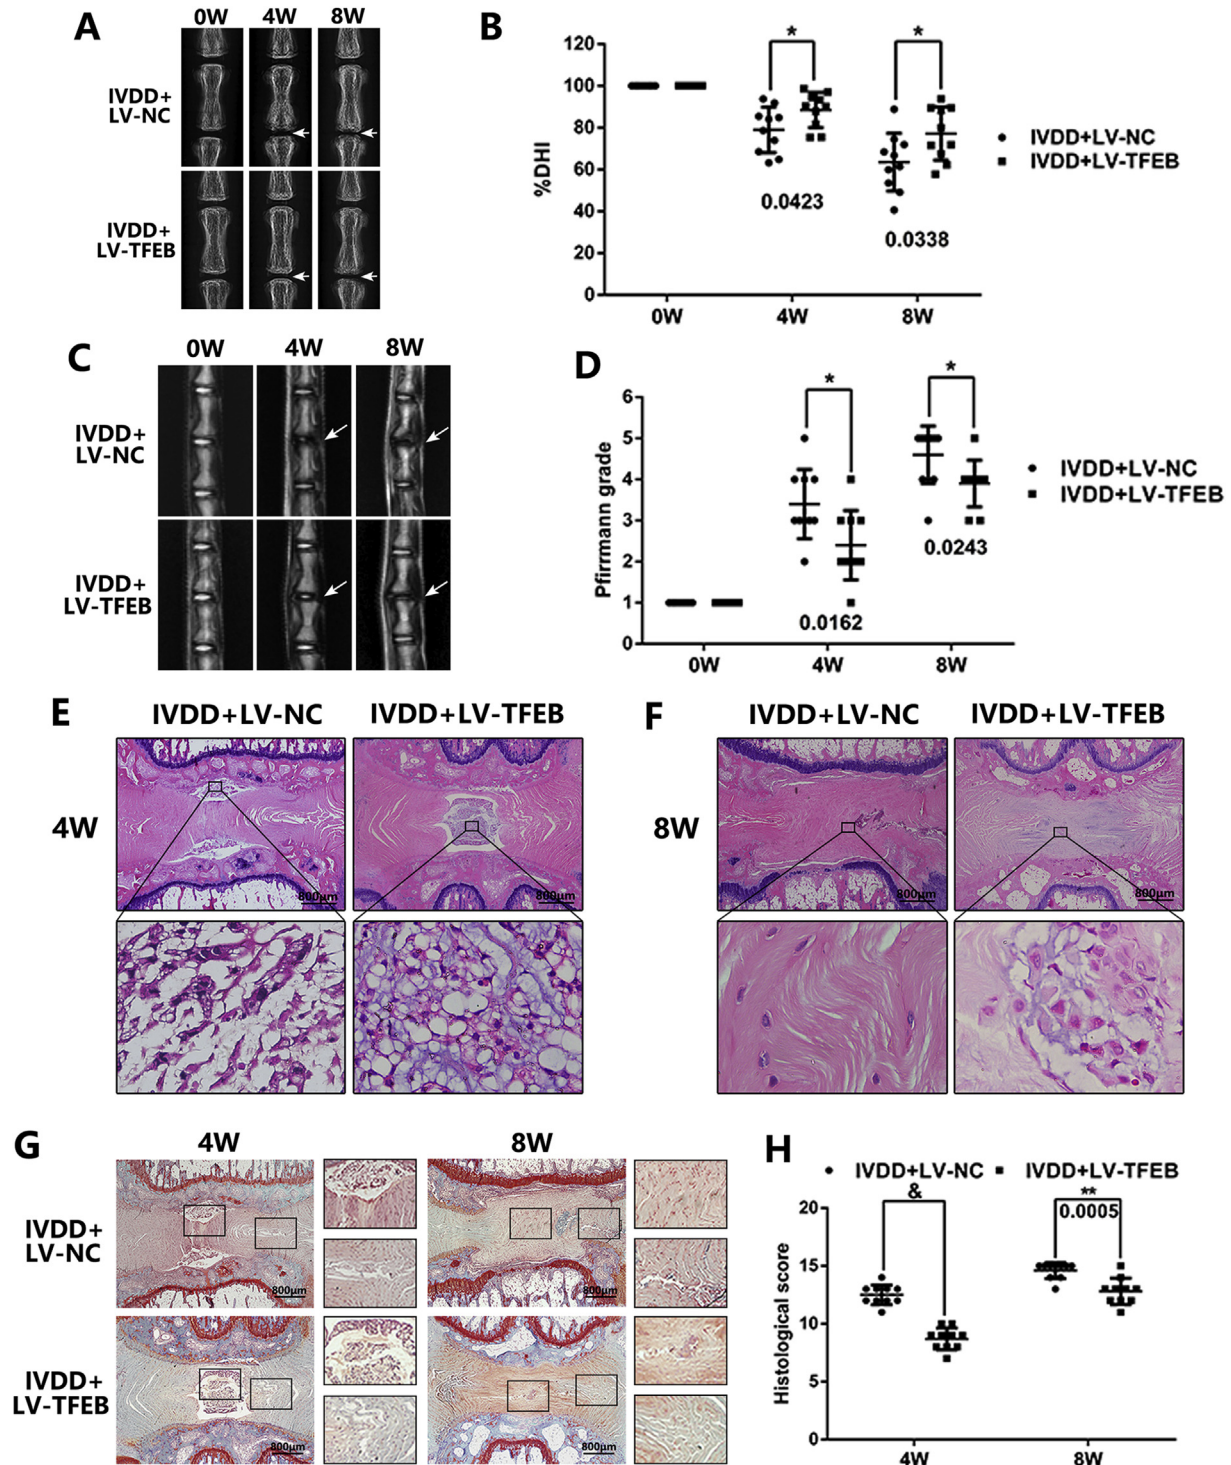 A
0W 4W 8W
IVDD+
LV-NC
IVDD+
LV-TFEB
B
%DHI
120
100
80
60
40
20
0
* *
0.0423
0.0338
0W 4W 8W
IVDD+LV-NC
IVDD+LV-TFEB
C
0W 4W 8W
IVDD+
LV-NC
IVDD+
LV-TFEB
D
Pfirrmann grade
6
5
4
3
2
1
0
* *
0.0162
0.0243
0W 4W 8W
IVDD+LV-NC
IVDD+LV-TFEB
E
IVDD+LV-NC IVDD+LV-TFEB
4W
800μm 800μm
F
IVDD+LV-NC IVDD+LV-TFEB
8W
800μm 800μm
G
4W 8W
IVDD+
LV-NC
800μm 800μm
IVDD+
LV-TFEB
800μm 800μm
H
IVDD+LV-NC IVDD+LV-TFEB
&
**
0.0005
Histological score
20
15
10
5
0
4W 8W